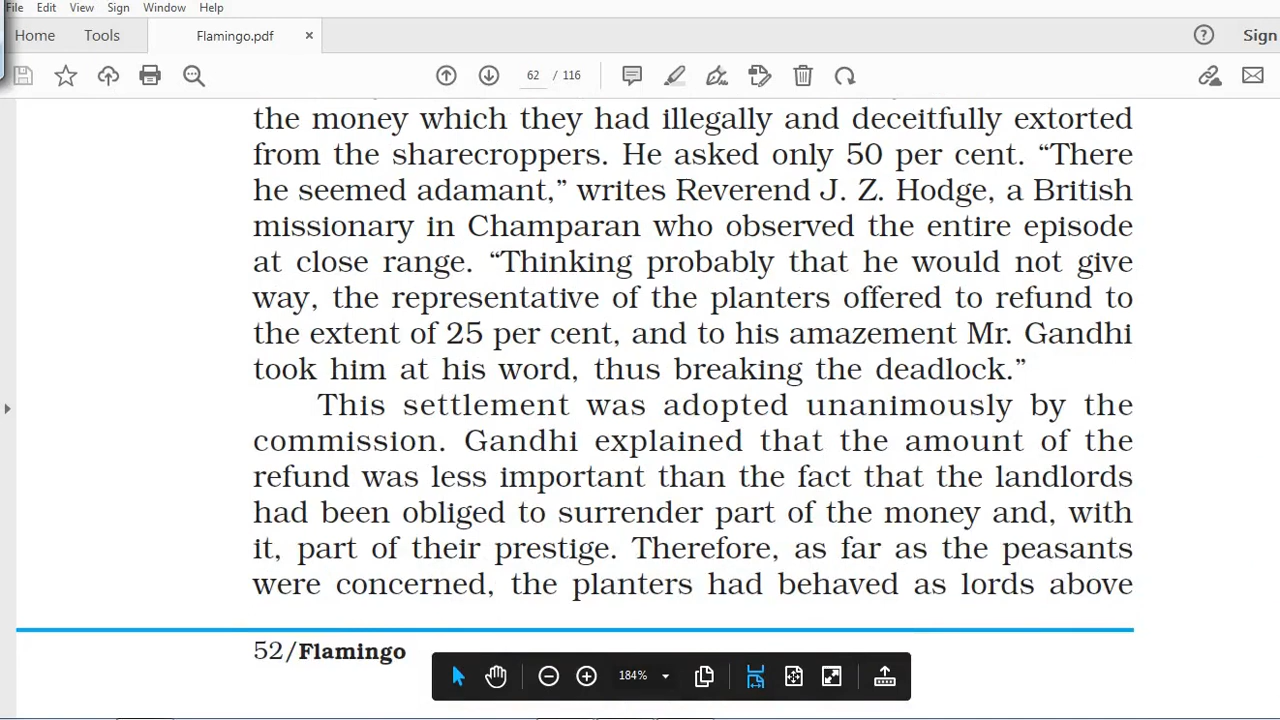 File Edit View Sign Window Help
Home Tools Flamingo.pdf × Sign
62 / 116
the money which they had illegally and deceitfully extorted
from the sharecroppers. He asked only 50 per cent. “There
he seemed adamant,” writes Reverend J. Z. Hodge, a British
missionary in Champaran who observed the entire episode
at close range. “Thinking probably that he would not give
way, the representative of the planters offered to refund to
the extent of 25 per cent, and to his amazement Mr. Gandhi
took him at his word, thus breaking the deadlock.”
This settlement was adopted unanimously by the
commission. Gandhi explained that the amount of the
refund was less important than the fact that the landlords
had been obliged to surrender part of the money and, with
it, part of their prestige. Therefore, as far as the peasants
were concerned, the planters had behaved as lords above
52/Flamingo
184%